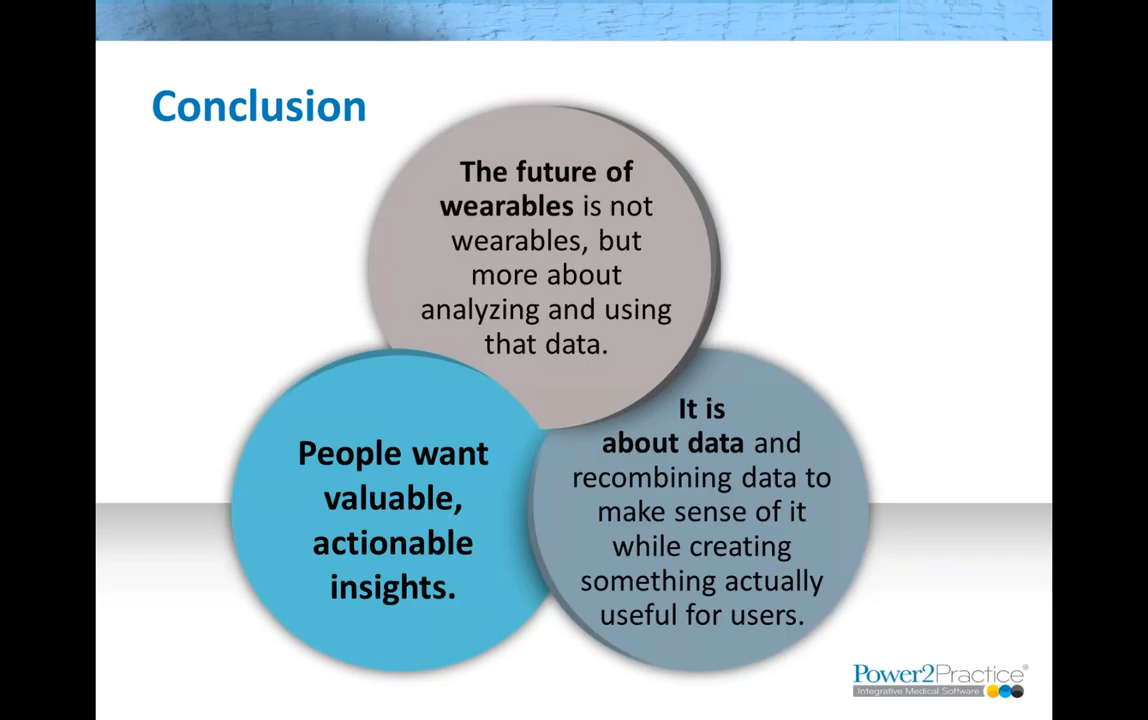 Conclusion
The future of
wearables is not
wearables, but
more about
analyzing and using
that data.
People want
valuable,
actionable
insights.
It is
about data and
recombining data to
make sense of it
while creating
something actually
useful for users.
Power2Practice®
Integrative Medical Software